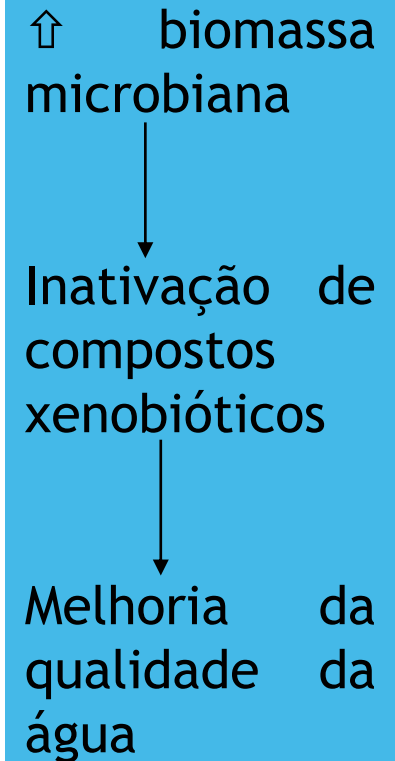 ⇧ biomassa
microbiana
Inativação de
compostos
xenobióticos
Melhoria da
qualidade da
água